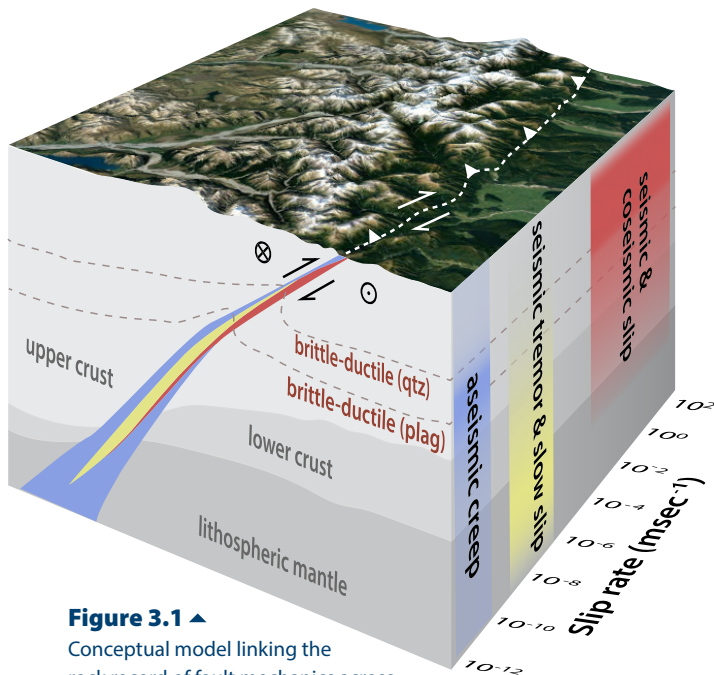 upper crust
lower crust
lithospheric mantle
brittle-ductile (qtz)
brittle-ductile (plag)
aseismic creep
seismic tremor & slow slip
seismic &
coseismic slip
10²
10⁰
10⁻²
10⁻⁴
10⁻⁶
10⁻⁸
10⁻¹⁰
10⁻¹²
Slip rate (msec⁻¹)
Figure 3.1
Conceptual model linking the